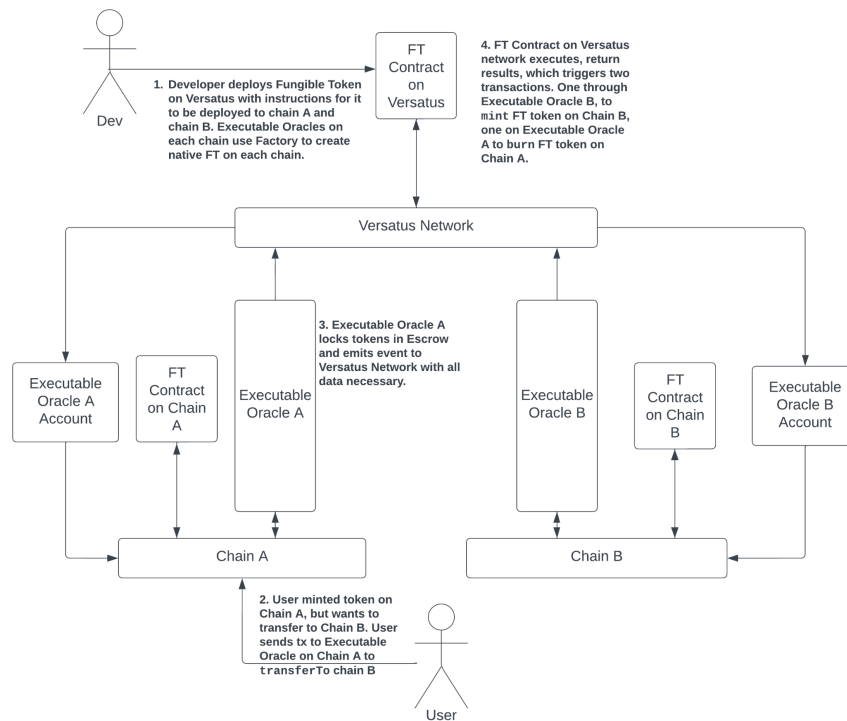 FT
Contract
on
Versatus
4. FT Contract on Versatus
network executes, return
results, which triggers two
transactions. One through
Executable Oracle B, to
mint FT token on Chain B,
one on Executable Oracle
A to burn FT token on
Chain A.
1. Developer deploys Fungible Token
on Versatus with instructions for it
to be deployed to chain A and
chain B. Executable Oracles on
each chain use Factory to create
native FT on each chain.
Dev
Versatus Network
3. Executable Oracle A
locks tokens in Escrow
and emits event to
Versatus Network with all
data necessary.
Executable
Oracle A
Account
FT
Contract
on Chain
A
Executable
Oracle A
Executable
Oracle B
FT
Contract
on Chain
B
Executable
Oracle B
Account
Chain A
Chain B
2. User minted token on
Chain A, but wants to
transfer to Chain B. User
sends tx to Executable
Oracle on Chain A to
transferTo chain B
User